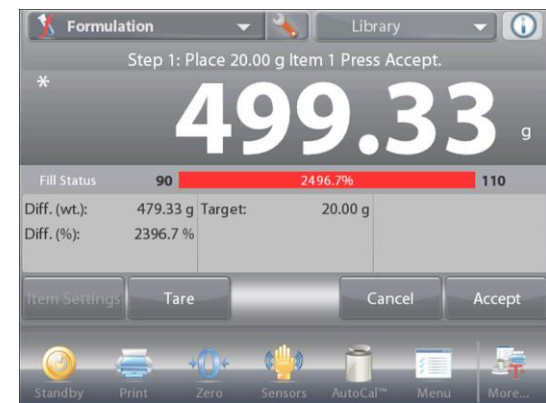 Formulation Library
Step 1: Place 20.00 g Item 1 Press Accept.
*
499.33 g
Fill Status 90 2496.7% 110
Diff. (wt.): 479.33 g Target: 20.00 g
Diff. (%): 2396.7 %
Item Settings Tare Cancel Accept
Standby Print Zero Sensors AutoCal™ Menu More...